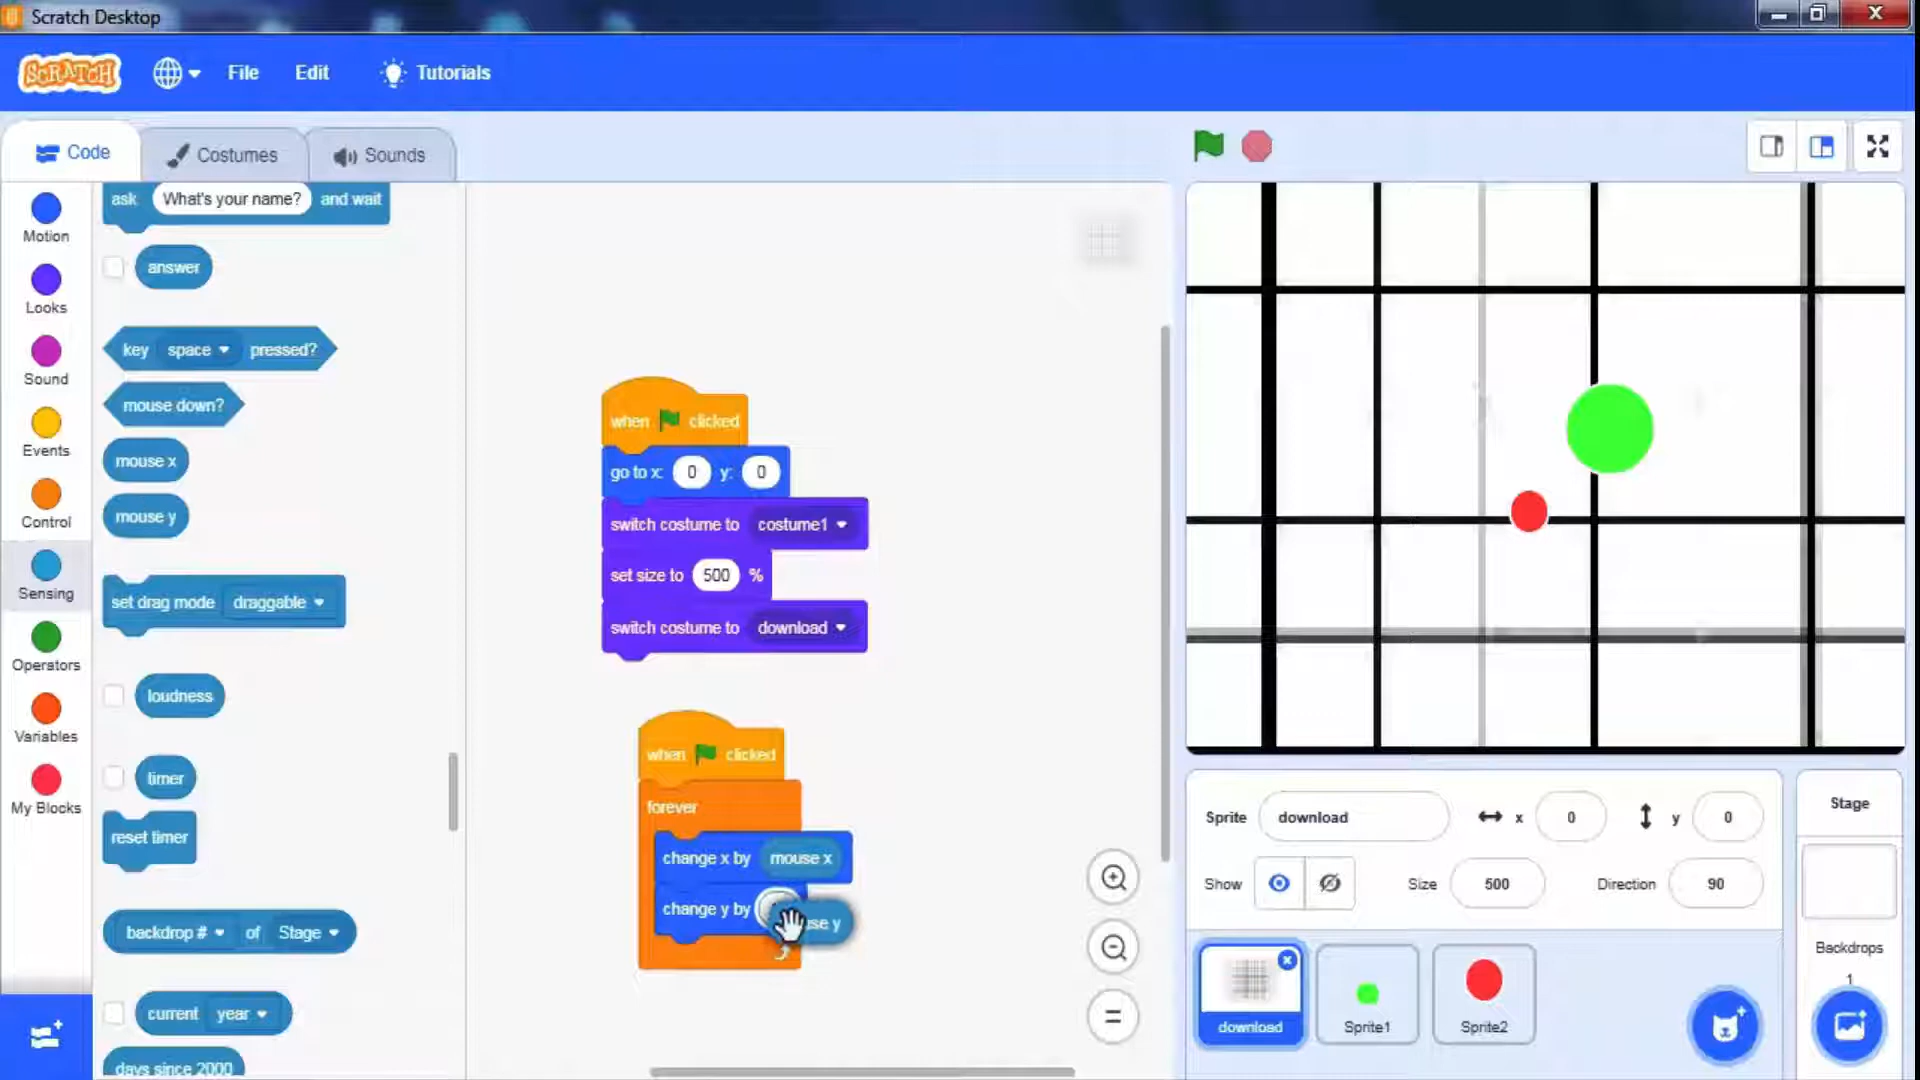 Scratch Desktop
SCRATCH File Edit Tutorials
Code Costumes Sounds
Motion
Looks
Sound
Events
Control
Sensing
Operators
Variables
My Blocks
ask What's your name? and wait
answer
key space pressed?
mouse down?
mouse x
mouse y
set drag mode draggable
loudness
timer
reset timer
backdrop # of Stage
current year
days since 2000
when clicked
go to x: 0 y: 0
switch costume to costume1
set size to 500 %
switch costume to download
when clicked
forever
change x by mouse x
change y by
se y
Sprite download x 0 y 0
Show Size 500 Direction 90
download
Sprite1
Sprite2
Stage
Backdrops
1